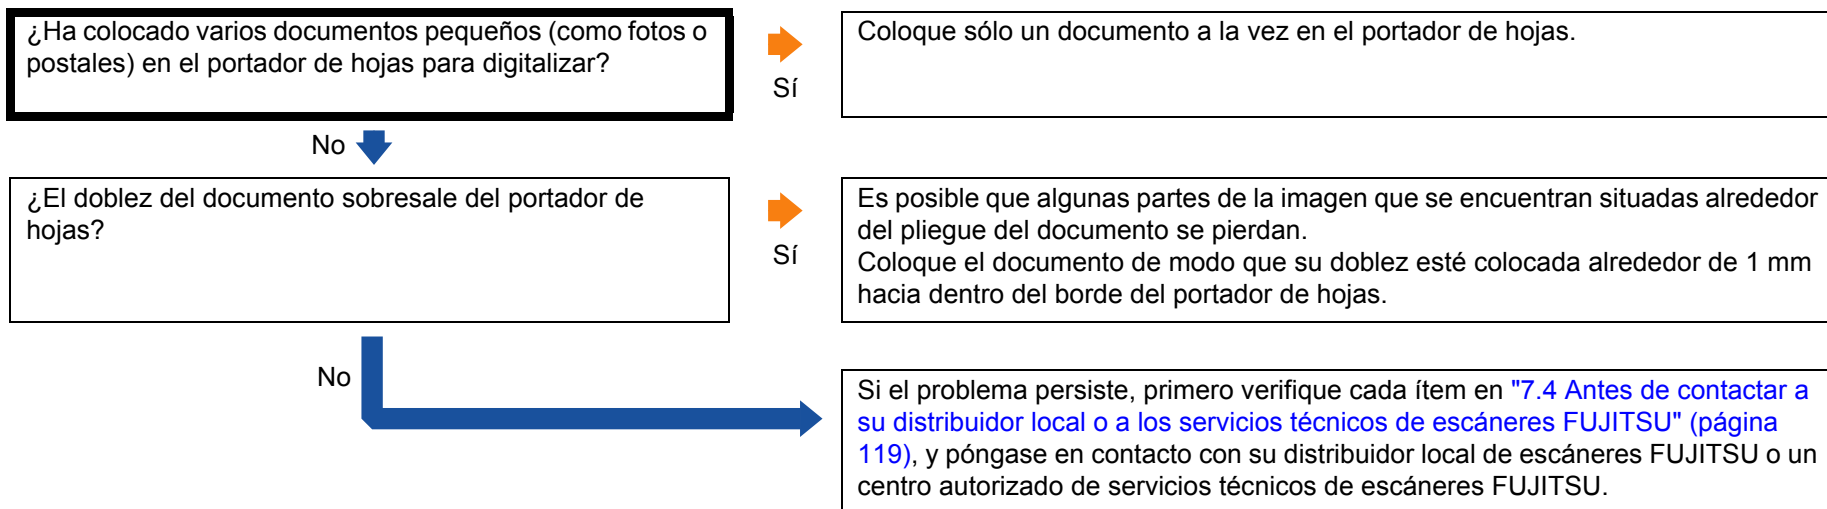 ¿Ha colocado varios documentos pequeños (como fotos o
postales) en el portador de hojas para digitalizar?
Sí
Coloque sólo un documento a la vez en el portador de hojas.
No
¿El doblez del documento sobresale del portador de
hojas?
Sí
Es posible que algunas partes de la imagen que se encuentran situadas alrededor
del pliegue del documento se pierdan.
Coloque el documento de modo que su doblez esté colocada alrededor de 1 mm
hacia dentro del borde del portador de hojas.
No
Si el problema persiste, primero verifique cada ítem en "7.4 Antes de contactar a
su distribuidor local o a los servicios técnicos de escáneres FUJITSU" (página
119), y póngase en contacto con su distribuidor local de escáneres FUJITSU o un
centro autorizado de servicios técnicos de escáneres FUJITSU.